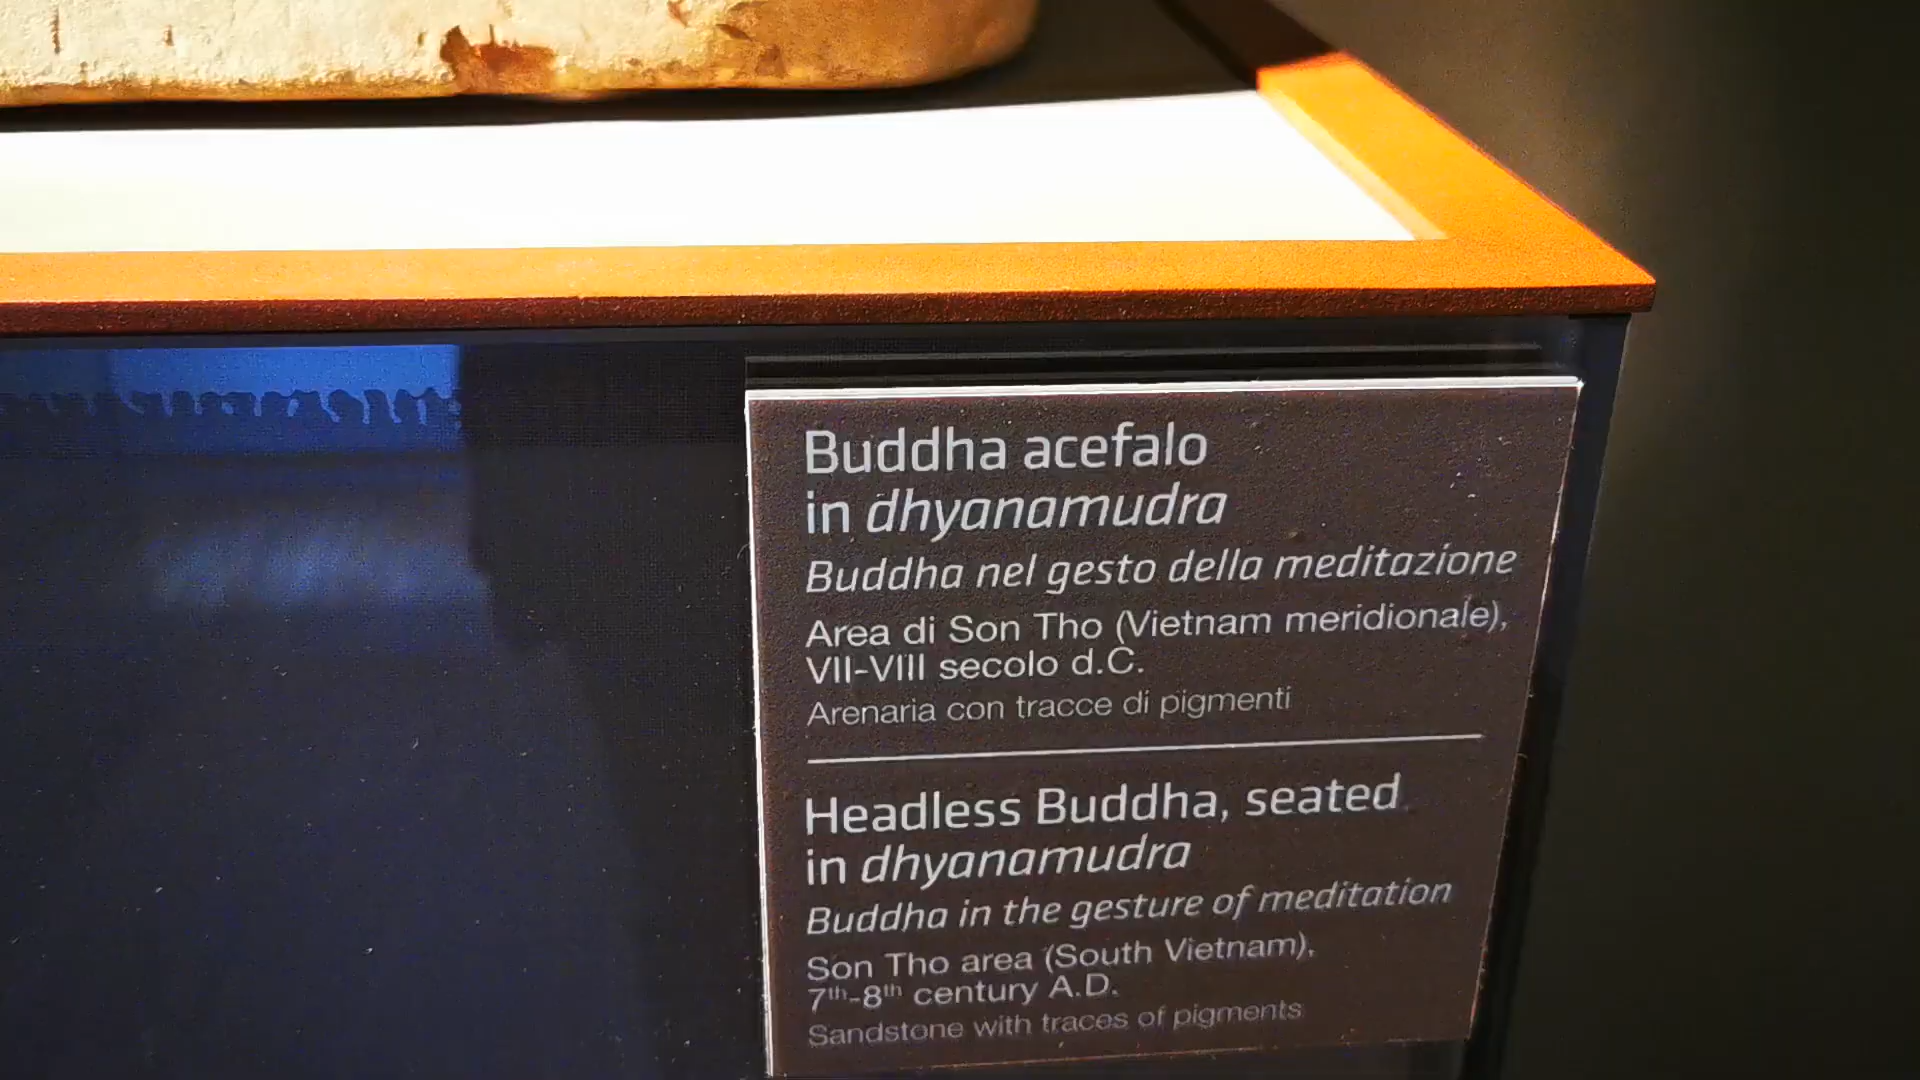 Buddha acefalo
in dhyanamudra
Buddha nel gesto della meditazione
Area di Son Tho (Vietnam meridionale),
VII-VIII secolo d.C.
Arenaria con tracce di pigmenti
Headless Buddha, seated
in dhyanamudra
Buddha in the gesture of meditation
Son Tho area (South Vietnam),
7th-8th century A.D.
Sandstone with traces of pigments